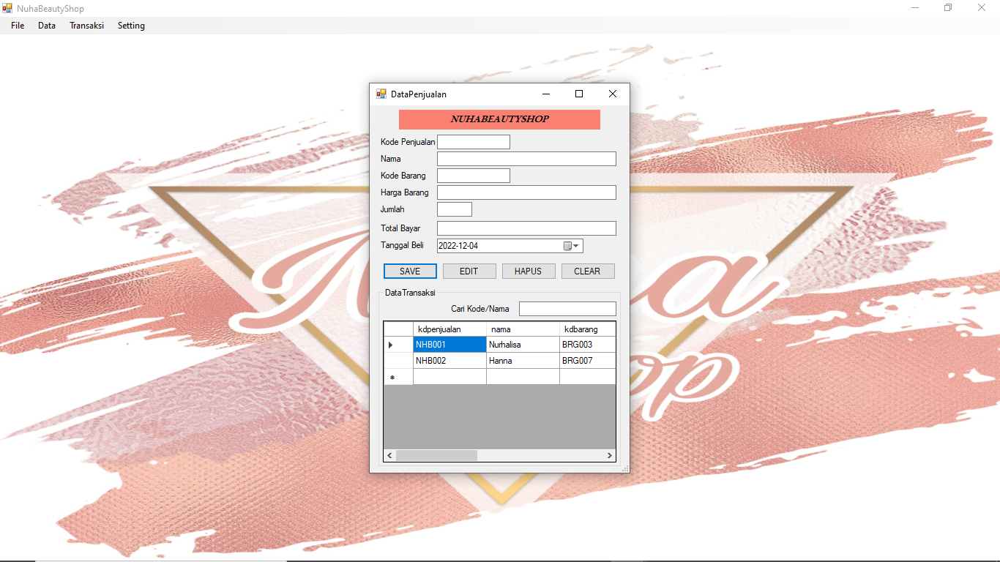 NuhaBeautyShop
File Data Transaksi Setting
DataPenjualan
NUHABEAUTYSHOP
Kode Penjualan
Nama
Kode Barang
Harga Barang
Jumlah
Total Bayar
Tanggal Beli 2022-12-04
SAVE EDIT HAPUS CLEAR
DataTransaksi
Cari Kode/Nama
kdpenjualan nama kdbarang
NHB001 Nurhalisa BRG003
NHB002 Hanna BRG007